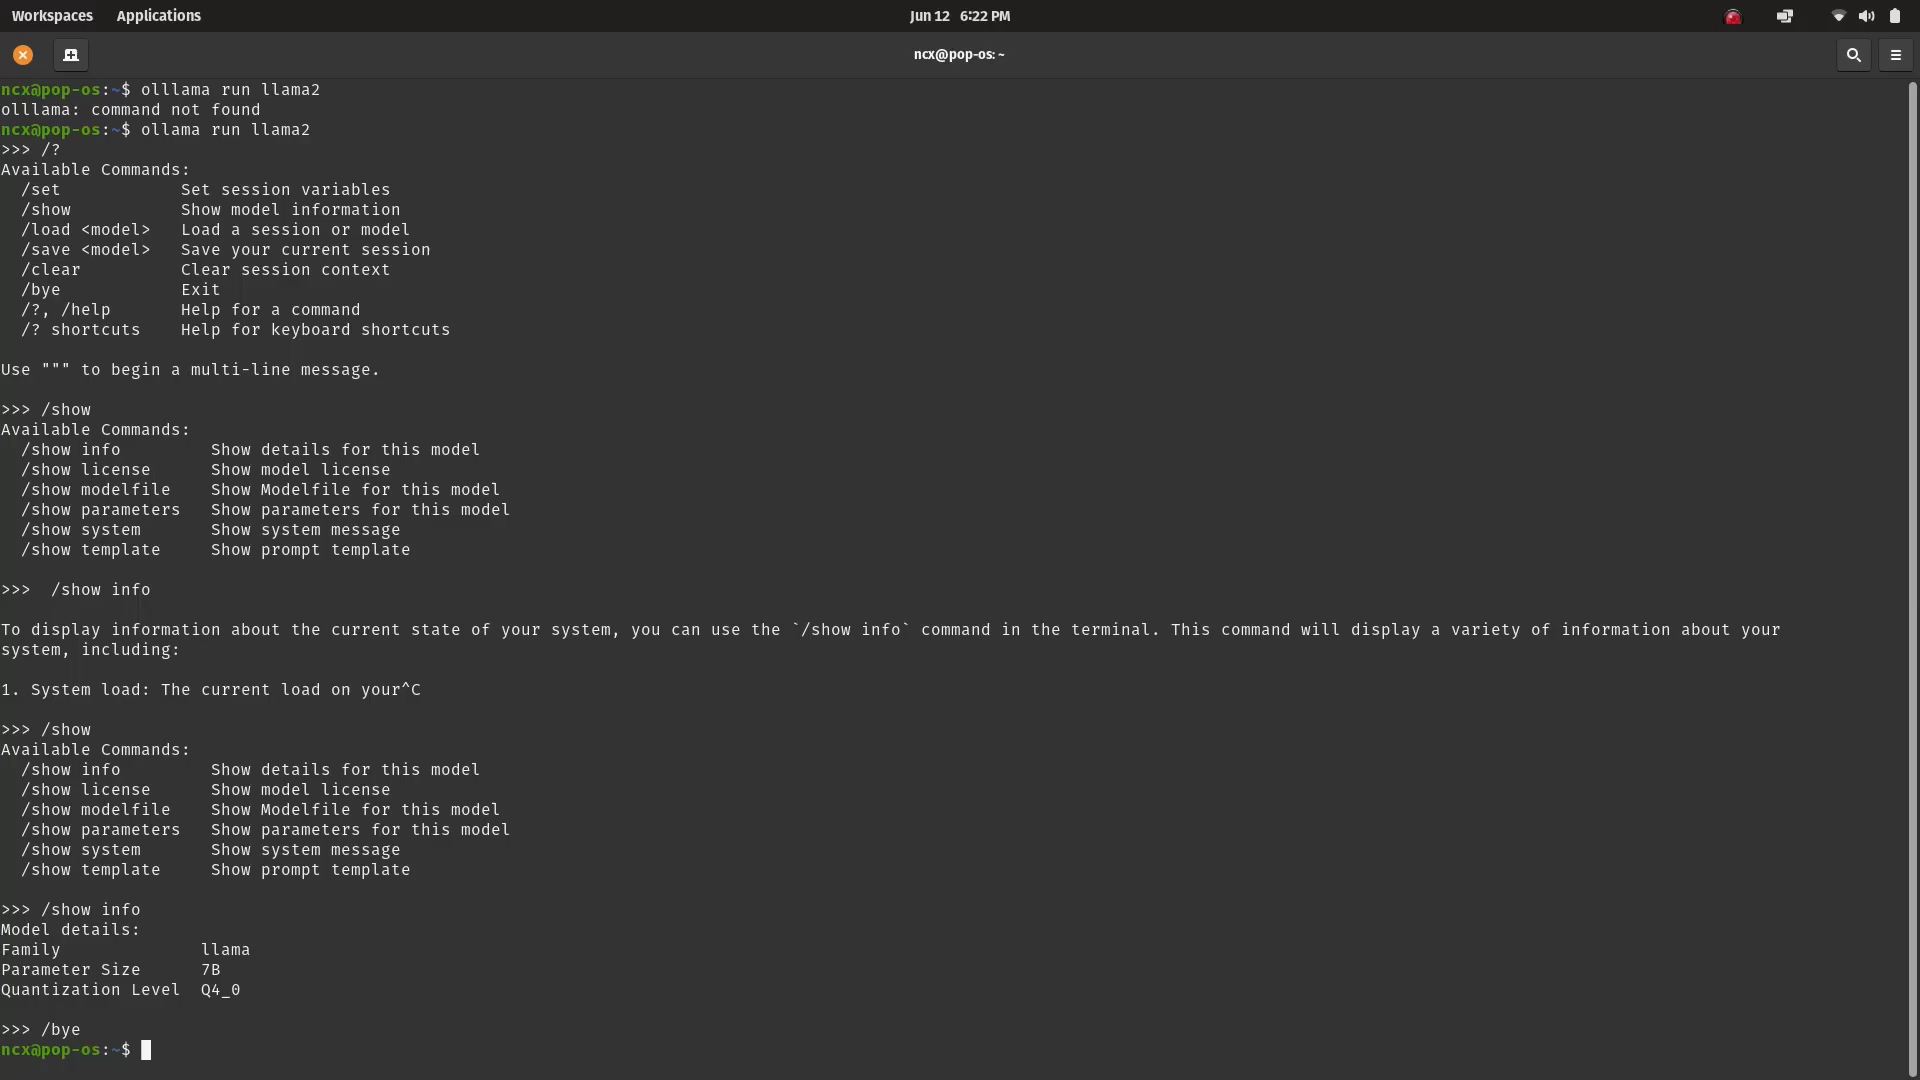 Workspaces Applications Jun 12 6:22 PM
ncx@pop-os: ~
ncx@pop-os:~$ olllama run llama2
olllama: command not found
ncx@pop-os:~$ ollama run llama2
>>> /?
Available Commands:
  /set            Set session variables
  /show           Show model information
  /load <model>   Load a session or model
  /save <model>   Save your current session
  /clear          Clear session context
  /bye            Exit
  /?, /help       Help for a command
  /? shortcuts    Help for keyboard shortcuts

Use """ to begin a multi-line message.

>>> /show
Available Commands:
  /show info         Show details for this model
  /show license      Show model license
  /show modelfile    Show Modelfile for this model
  /show parameters   Show parameters for this model
  /show system       Show system message
  /show template     Show prompt template

>>>  /show info

To display information about the current state of your system, you can use the `/show info` command in the terminal. This command will display a variety of information about your
system, including:

1. System load: The current load on your^C

>>> /show
Available Commands:
  /show info         Show details for this model
  /show license      Show model license
  /show modelfile    Show Modelfile for this model
  /show parameters   Show parameters for this model
  /show system       Show system message
  /show template     Show prompt template

>>> /show info
Model details:
Family              llama
Parameter Size      7B
Quantization Level  Q4_0

>>> /bye
ncx@pop-os:~$